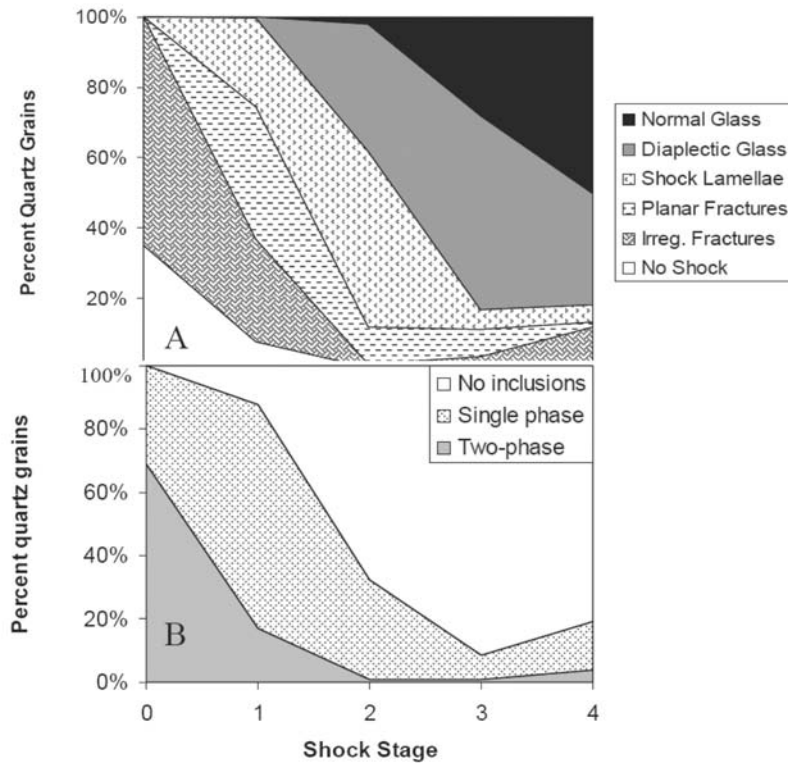 100%
80%
60%
40%
20%
Percent Quartz Grains
A
Normal Glass
Diaplectic Glass
Shock Lamellae
Planar Fractures
Irreg. Fractures
No Shock
100%
80%
60%
40%
20%
0%
Percent quartz grains
B
No inclusions
Single phase
Two-phase
0 1 2 3 4
Shock Stage